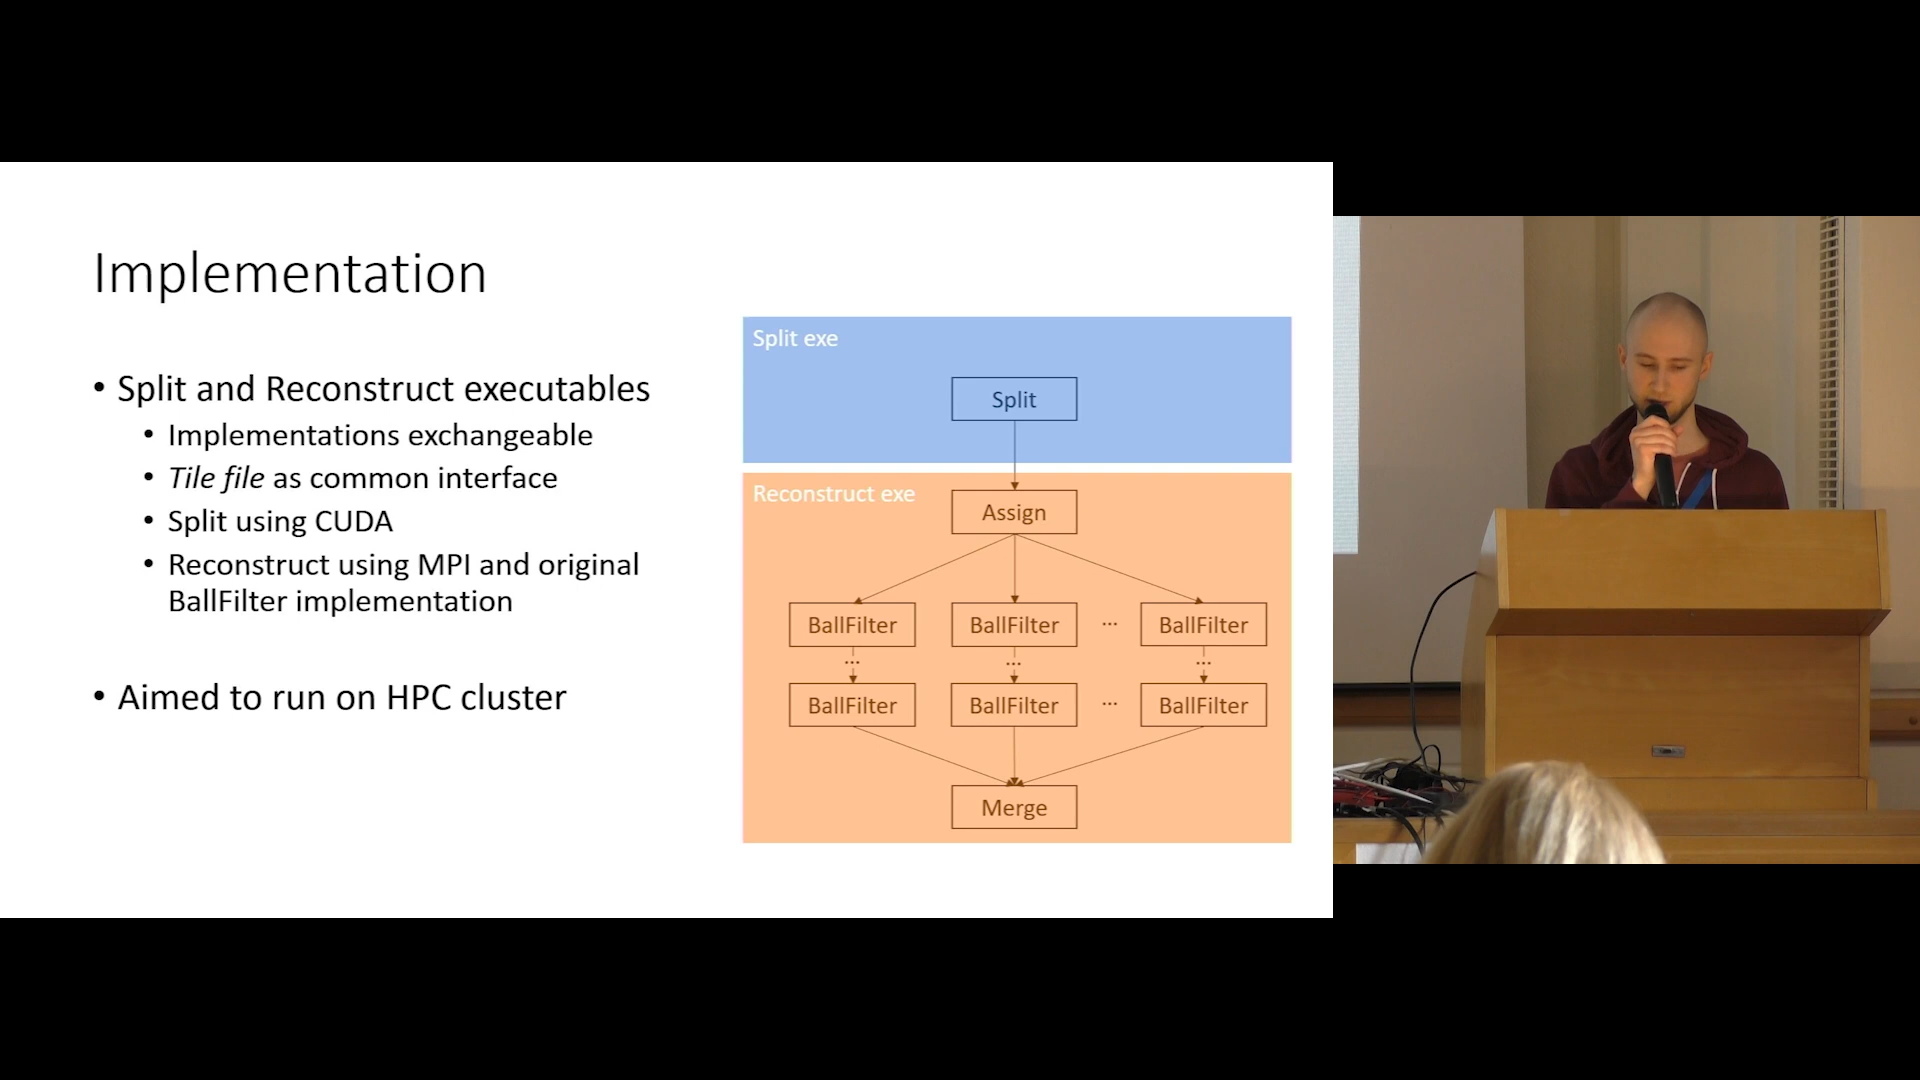 Implementation
• Split and Reconstruct executables
• Implementations exchangeable
• Tile file as common interface
• Split using CUDA
• Reconstruct using MPI and original
BallFilter implementation
• Aimed to run on HPC cluster
Split exe
Split
Reconstruct exe
Assign
BallFilter BallFilter ... BallFilter
... ... ...
BallFilter BallFilter ... BallFilter
Merge